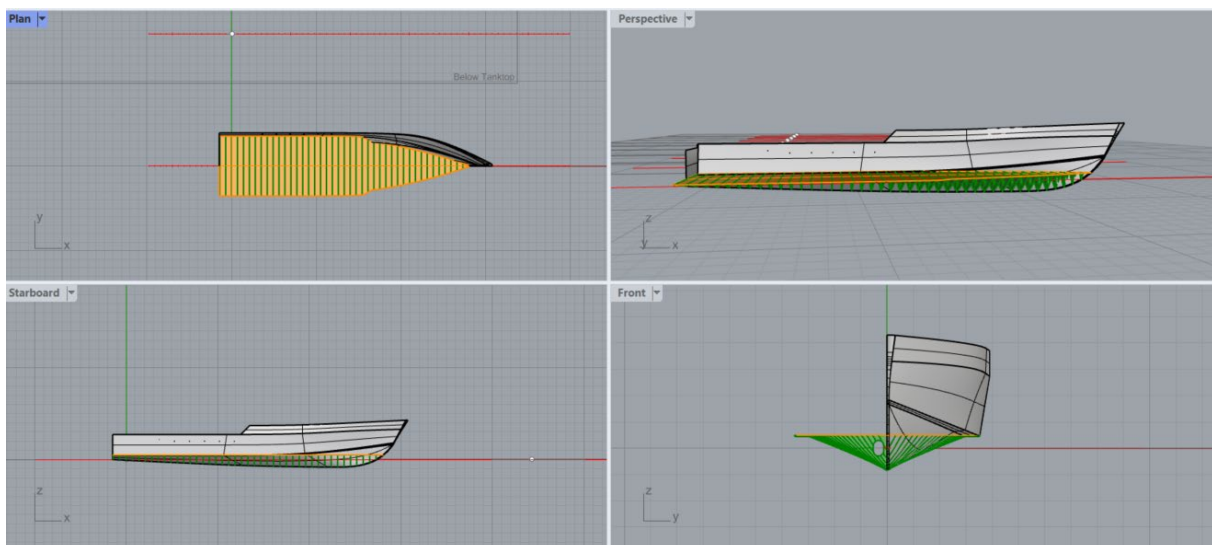 Plan
Perspective
Below Tanktop
y
x
z
y
x
Starboard
Front
z
x
z
y